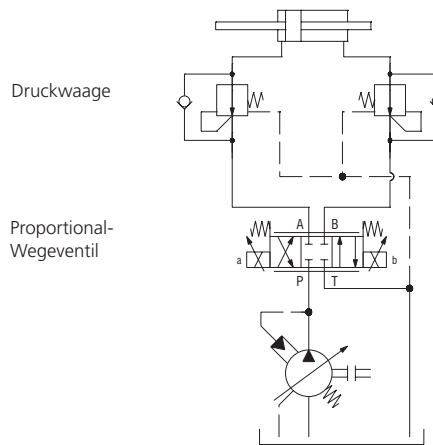 Druckwaage
Proportional-
Wegeventil
A B
a b
P T